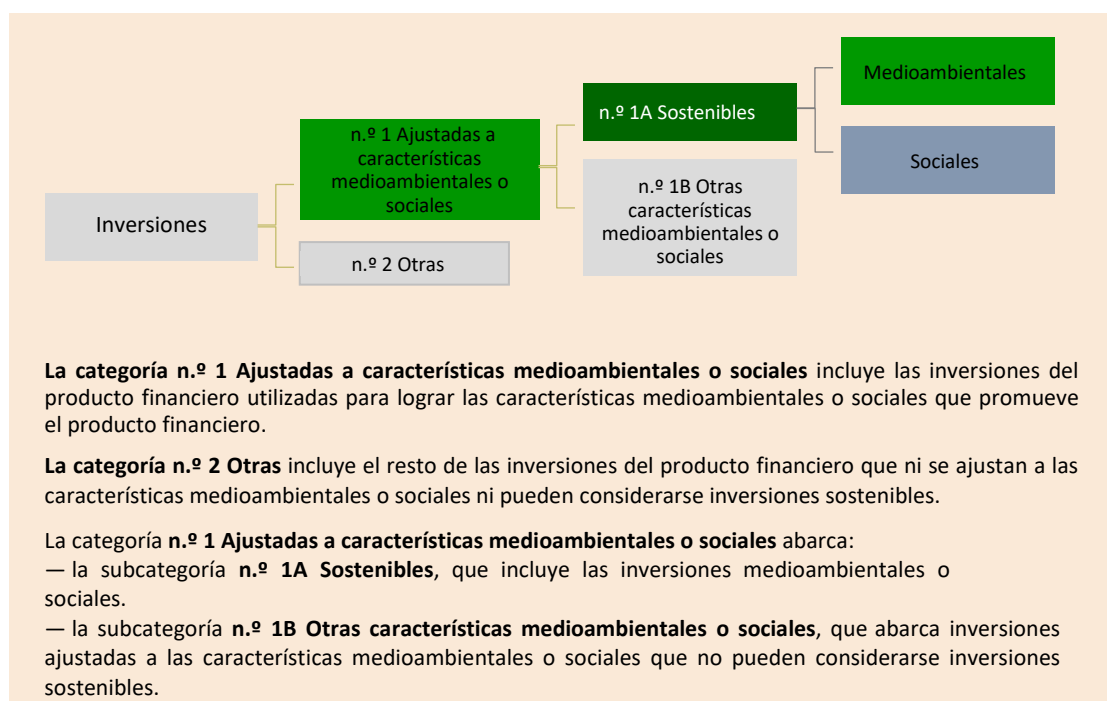 Medioambientales
n.º 1A Sostenibles
n.º 1 Ajustadas a
características
medioambientales o
sociales
Sociales
n.º 1B Otras
características
medioambientales o
sociales
Inversiones
n.º 2 Otras
La categoría n.º 1 Ajustadas a características medioambientales o sociales incluye las inversiones del
producto financiero utilizadas para lograr las características medioambientales o sociales que promueve
el producto financiero.
La categoría n.º 2 Otras incluye el resto de las inversiones del producto financiero que ni se ajustan a las
características medioambientales o sociales ni pueden considerarse inversiones sostenibles.
La categoría n.º 1 Ajustadas a características medioambientales o sociales abarca:
— la subcategoría n.º 1A Sostenibles, que incluye las inversiones medioambientales o
sociales.
— la subcategoría n.º 1B Otras características medioambientales o sociales, que abarca inversiones
ajustadas a las características medioambientales o sociales que no pueden considerarse inversiones
sostenibles.